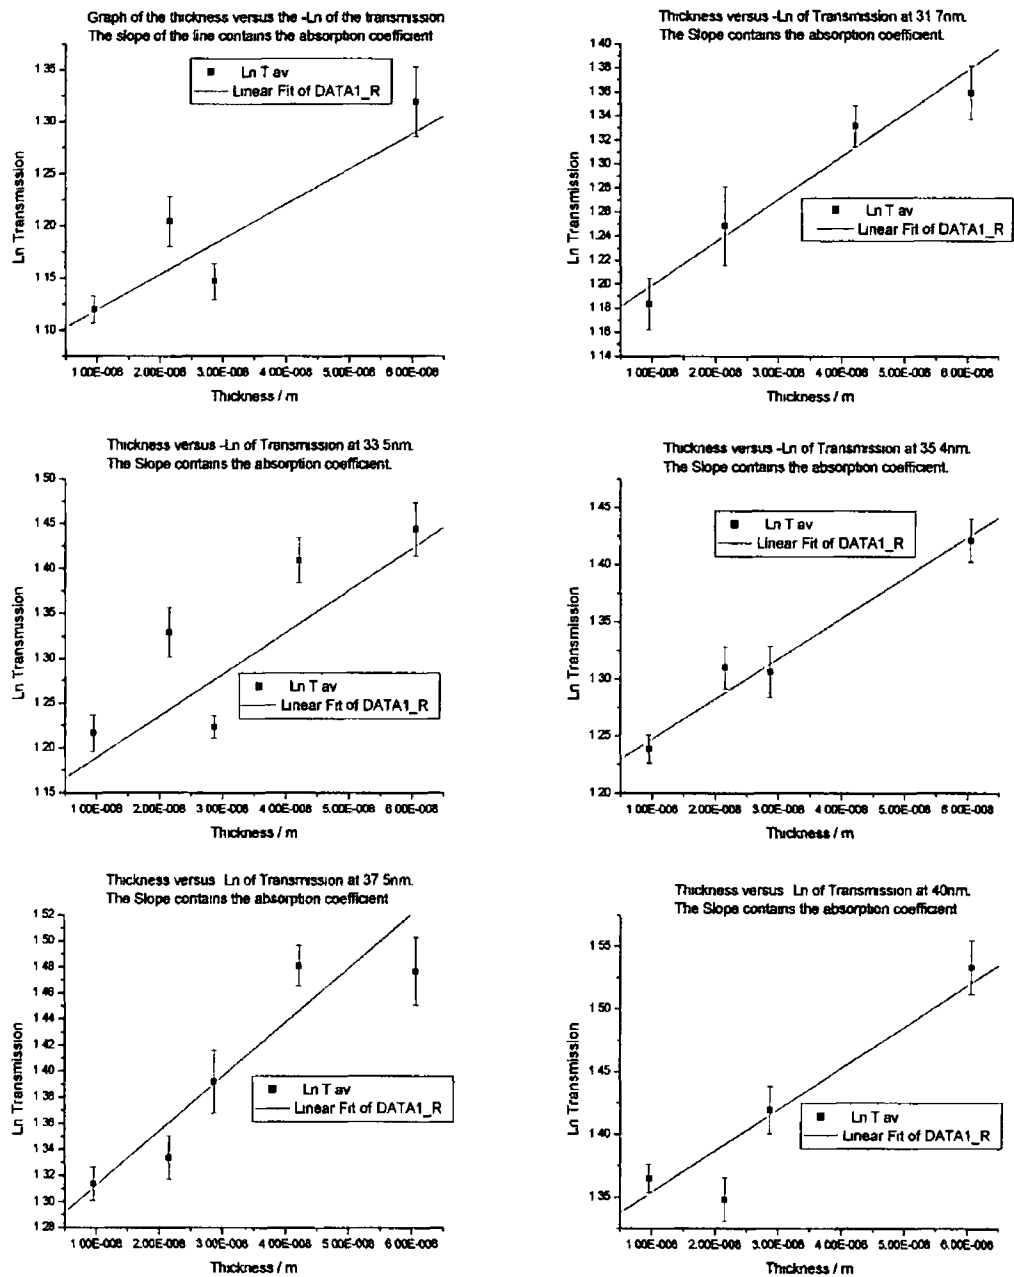 Graph of the thickness versus the -Ln of the transmission
The slope of the line contains the absorption coefficient
Ln T av
Linear Fit of DATA1_R
1 35
1 30
1 25
1 20
1 15
1 10
Ln Transmission
1 00E-008 2 00E-008 3 00E-008 4 00E-008 5 00E-008 6 00E-008
Thickness / m
Thickness versus -Ln of Transmission at 31 7nm.
The Slope contains the absorption coefficient.
1 40
1 38
1 36
1 34
1 32
1 30
1 28
1 26
1 24
1 22
1 20
1 18
1 16
1 14
Ln Transmission
Ln T av
Linear Fit of DATA1_R
1 00E-008 2 00E-008 3 00E-008 4 00E-008 5 00E-008 6 00E-008
Thickness / m
Thickness versus -Ln of Transmission at 33 5nm.
The Slope contains the absorption coefficient.
1 50
1 45
1 40
1 35
1 30
1 25
1 20
1 15
Ln Transmission
Ln T av
Linear Fit of DATA1_R
1 00E-008 2 00E-008 3 00E-008 4 00E-008 5 00E-008 6 00E-008
Thickness / m
Thickness versus -Ln of Transmission at 35 4nm.
The Slope contains the absorption coefficient.
Ln T av
Linear Fit of DATA1_R
1 45
1 40
1 35
1 30
1 25
1 20
Ln Transmission
1 00E-008 2 00E-008 3 00E-008 4 00E-008 5 00E-008 6 00E-008
Thickness / m
Thickness versus Ln of Transmission at 37 5nm.
The Slope contains the absorption coefficient
1 52
1 50
1 48
1 46
1 44
1 42
1 40
1 38
1 36
1 34
1 32
1 30
1 28
Ln Transmission
Ln T av
Linear Fit of DATA1_R
1 00E-008 2 00E-008 3 00E-008 4 00E-008 5 00E-008 6 00E-008
Thickness / m
Thickness versus Ln of Transmission at 40nm.
The Slope contains the absorption coefficient
1 55
1 50
1 45
1 40
1 35
Ln Transmission
Ln T av
Linear Fit of DATA1_R
1 00E-008 2 00E-008 3 00E-008 4 00E-008 5 00E-008 6 00E-008
Thickness / m